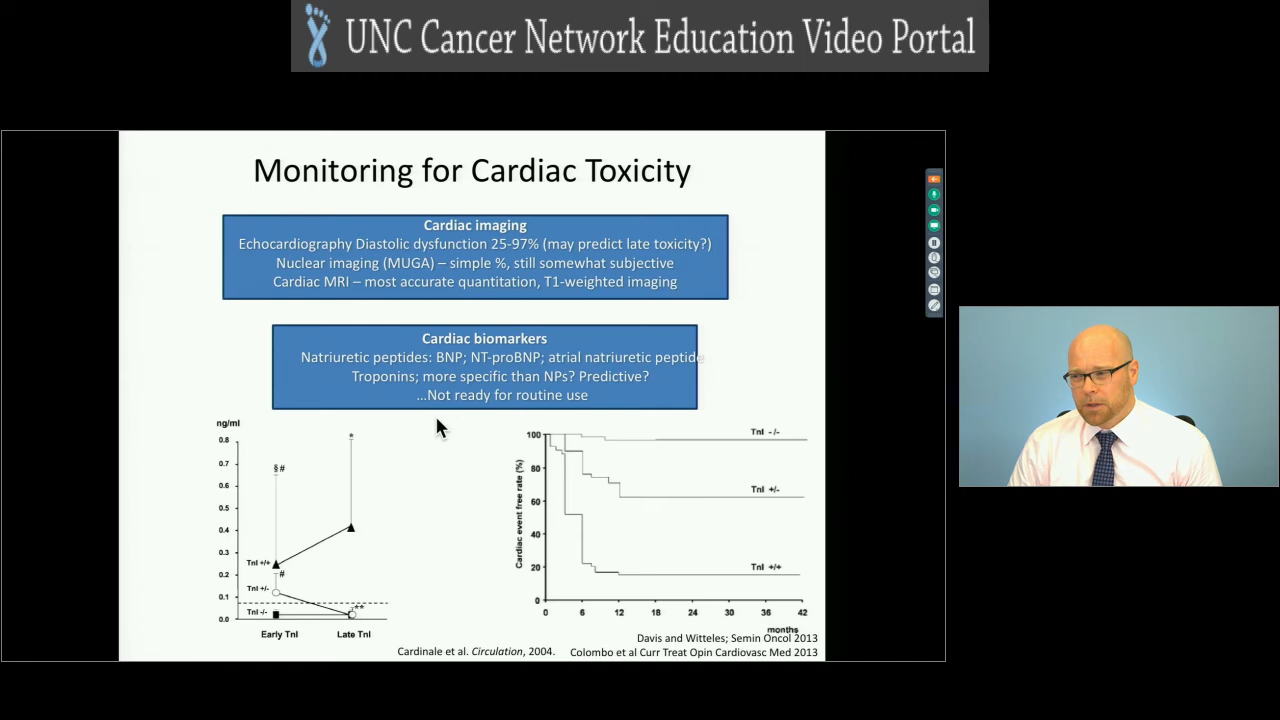 UNC Cancer Network Education Video Portal
Monitoring for Cardiac Toxicity
Cardiac imaging
Echocardiography Diastolic dysfunction 25-97% (may predict late toxicity?)
Nuclear imaging (MUGA) – simple %, still somewhat subjective
Cardiac MRI – most accurate quantitation, T1-weighted imaging
Cardiac biomarkers
Natriuretic peptides: BNP; NT-proBNP; atrial natriuretic peptide
Troponins; more specific than NPs? Predictive?
...Not ready for routine use
ng/ml
0.8
0.7
0.6
0.5
0.4
0.3
0.2
0.1
0.0
*
§ #
TnI +/+
#
TnI +/-
**
TnI -/-
Early TnI
Late TnI
Cardiac event free rate (%)
100
80
60
40
20
0
TnI -/-
TnI +/-
TnI +/+
0 6 12 18 24 30 36 42
months
Davis and Witteles; Semin Oncol 2013
Cardinale et al. Circulation, 2004.
Colombo et al Curr Treat Opin Cardiovasc Med 2013